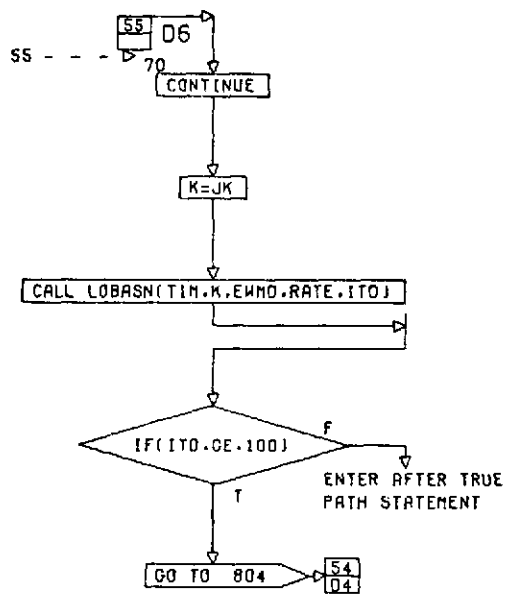 55 D6
55 - - -
70
CONTINUE
K=JK
CALL LOBASN(TIM.K,EWMO.RATE.ITO)
IF(ITO.GE.100)
F
ENTER AFTER TRUE
PATH STATEMENT
T
GO TO 804
54
04